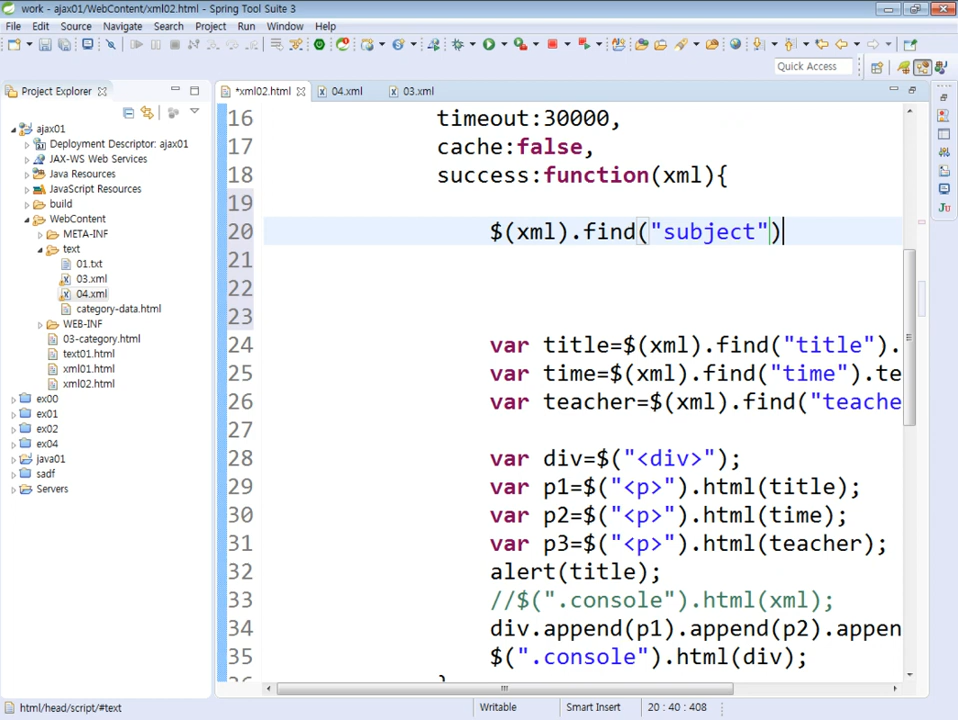 work - ajax01/WebContent/xml02.html - Spring Tool Suite 3
File Edit Source Navigate Search Project Run Window Help
Quick Access
Project Explorer
*xml02.html
04.xml
03.xml
ajax01
Deployment Descriptor: ajax01
JAX-WS Web Services
Java Resources
JavaScript Resources
build
WebContent
META-INF
text
01.txt
03.xml
04.xml
category-data.html
WEB-INF
03-category.html
text01.html
xml01.html
xml02.html
ex00
ex01
ex02
ex04
java01
sadf
Servers
16 timeout:30000,
17 cache:false,
18 success:function(xml){
19
20 $(xml).find("subject")
21
22
23
24 var title=$(xml).find("title").
25 var time=$(xml).find("time").te
26 var teacher=$(xml).find("teache
27
28 var div=$("<div>");
29 var p1=$("<p>").html(title);
30 var p2=$("<p>").html(time);
31 var p3=$("<p>").html(teacher);
32 alert(title);
33 //$(".console").html(xml);
34 div.append(p1).append(p2).appen
35 $(".console").html(div);
html/head/script/#text
Writable
Smart Insert
20 : 40 : 408